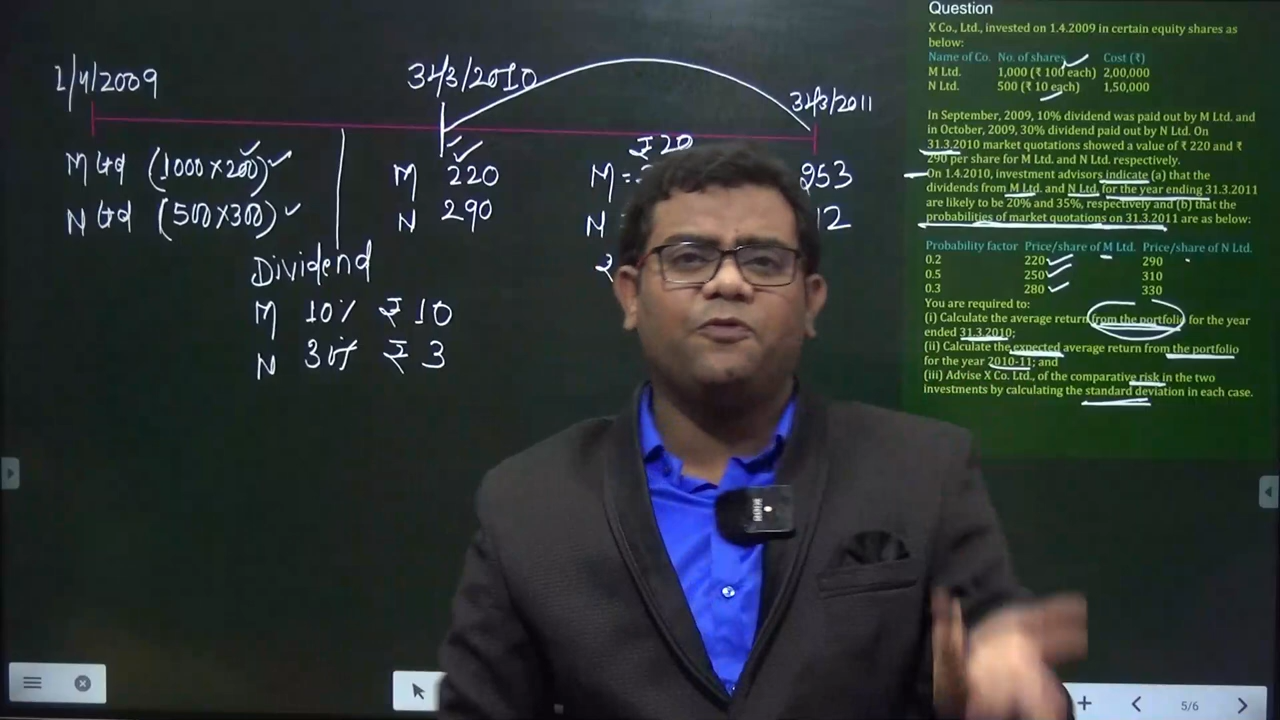 Question
X Co., Ltd., invested on 1.4.2009 in certain equity shares as
below:
Name of Co. No. of shares Cost (₹)
M Ltd. 1,000 (₹ 100 each) 2,00,000
N Ltd. 500 (₹ 10 each) 1,50,000
In September, 2009, 10% dividend was paid out by M Ltd. and
in October, 2009, 30% dividend paid out by N Ltd. On
31.3.2010 market quotations showed a value of ₹ 220 and ₹
290 per share for M Ltd. and N Ltd. respectively.
On 1.4.2010, investment advisors indicate (a) that the
dividends from M Ltd. and N Ltd. for the year ending 31.3.2011
are likely to be 20% and 35%, respectively and (b) that the
probabilities of market quotations on 31.3.2011 are as below:
Probability factor Price/share of M Ltd. Price/share of N Ltd.
0.2 220 290
0.5 250 310
0.3 280 330
You are required to:
(i) Calculate the average return from the portfolio for the year
ended 31.3.2010;
(ii) Calculate the expected average return from the portfolio
for the year 2010-11; and
(iii) Advise X Co. Ltd., of the comparative risk in the two
investments by calculating the standard deviation in each case.
1/4/2009 31/3/2010 31/3/2011
₹20
M Ltd (1000 × 200) M 220 M = 253
N Ltd (500 × 300) N 290 N 12
Dividend ₹
M 10% ₹ 10
N 30% ₹ 3
5/6